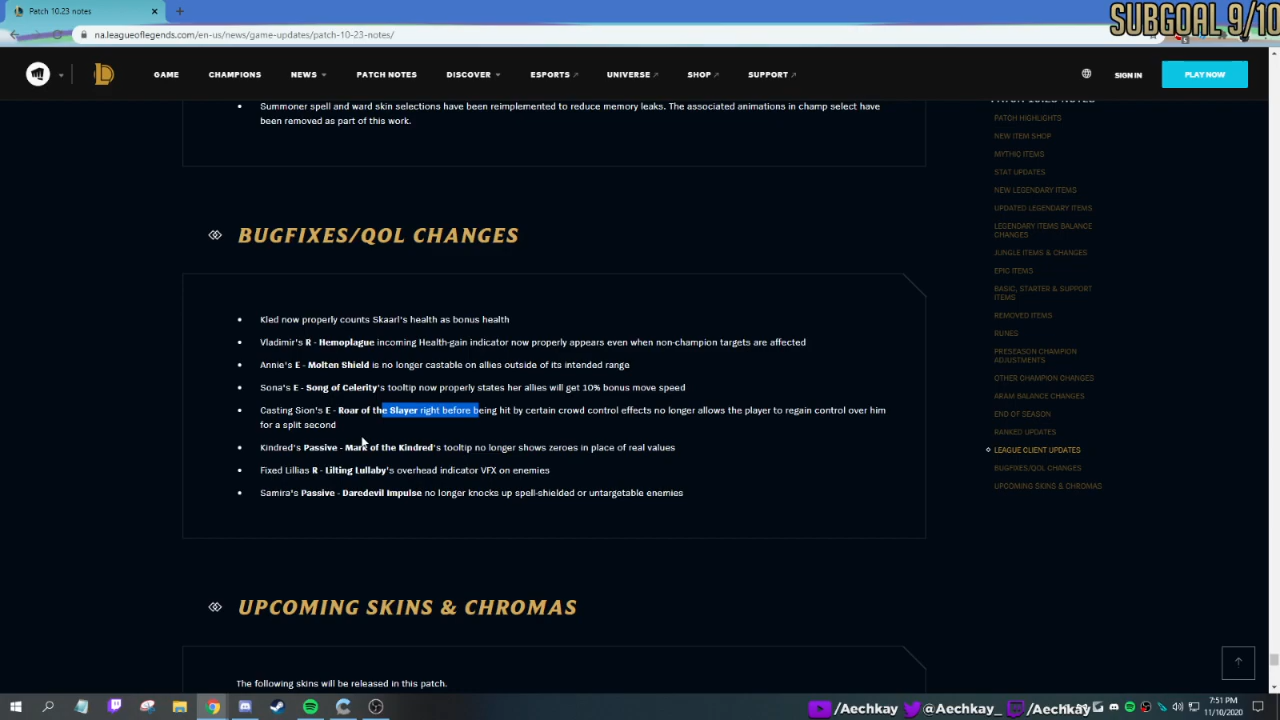 Patch 10.23 notes
SUBGOAL 9/10
na.leagueoflegends.com/en-us/news/game-updates/patch-10-23-notes/
GAME
CHAMPIONS
NEWS
PATCH NOTES
DISCOVER
ESPORTS
UNIVERSE
SHOP
SUPPORT
SIGN IN
PLAY NOW
Summoner spell and ward skin selections have been reimplemented to reduce memory leaks. The associated animations in champ select have
been removed as part of this work.
BUGFIXES/QOL CHANGES
Kled now properly counts Skaarl's health as bonus health
Vladimir's R - Hemoplague incoming Health-gain indicator now properly appears even when non-champion targets are affected
Annie's E - Molten Shield is no longer castable on allies outside of its intended range
Sona's E - Song of Celerity's tooltip now properly states her allies will get 10% bonus move speed
Casting Sion's E - Roar of the Slayer right before being hit by certain crowd control effects no longer allows the player to regain control over him
for a split second
Kindred's Passive - Mark of the Kindred's tooltip no longer shows zeroes in place of real values
Fixed Lillias R - Lilting Lullaby's overhead indicator VFX on enemies
Samira's Passive - Daredevil Impulse no longer knocks up spell-shielded or untargetable enemies
UPCOMING SKINS & CHROMAS
The following skins will be released in this patch.
PATCH 10.23 NOTES
PATCH HIGHLIGHTS
NEW ITEM SHOP
MYTHIC ITEMS
STAT UPDATES
NEW LEGENDARY ITEMS
UPDATED LEGENDARY ITEMS
LEGENDARY ITEMS BALANCE
CHANGES
JUNGLE ITEMS & CHANGES
EPIC ITEMS
BASIC, STARTER & SUPPORT
ITEMS
REMOVED ITEMS
RUNES
PRESEASON CHAMPION
ADJUSTMENTS
OTHER CHAMPION CHANGES
ARAM BALANCE CHANGES
END OF SEASON
RANKED UPDATES
LEAGUE CLIENT UPDATES
BUGFIXES/QOL CHANGES
UPCOMING SKINS & CHROMAS
/Aechkay
@Aechkay_
/Aechkay
7:51 PM
11/10/2020